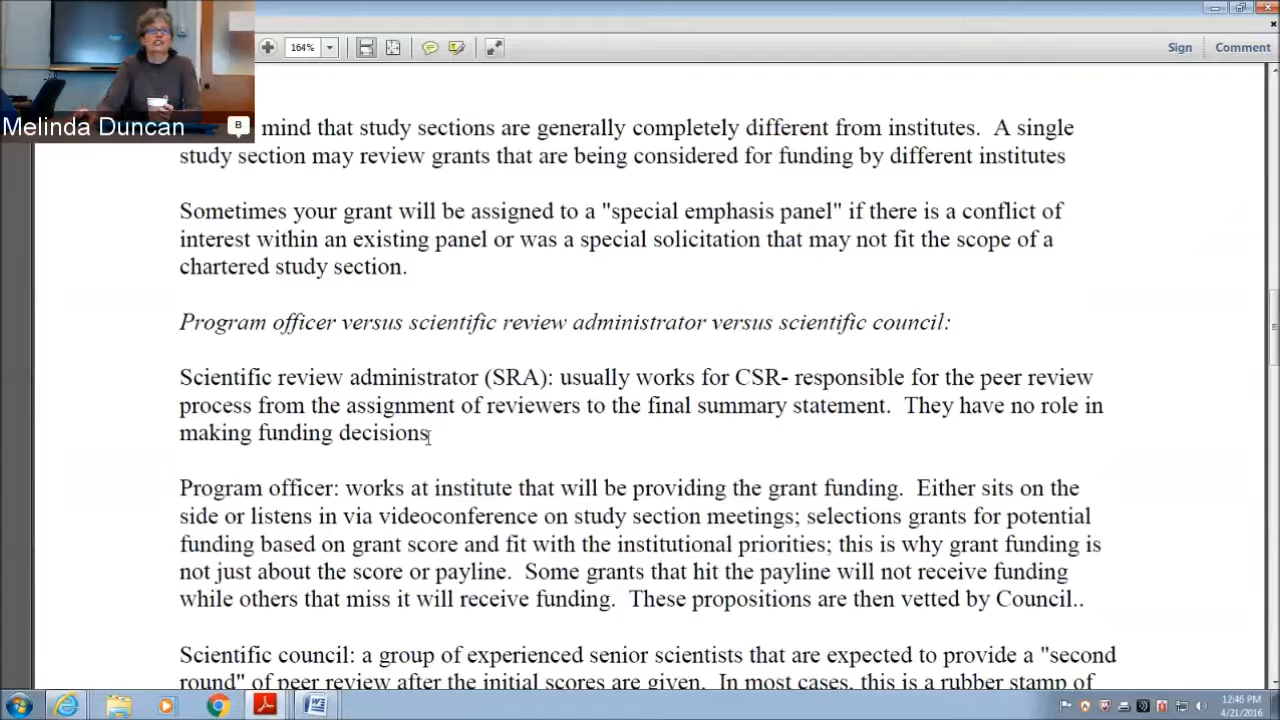 164%
Sign
Comment
Melinda Duncan
B
mind that study sections are generally completely different from institutes. A single
study section may review grants that are being considered for funding by different institutes
Sometimes your grant will be assigned to a "special emphasis panel" if there is a conflict of
interest within an existing panel or was a special solicitation that may not fit the scope of a
chartered study section.
Program officer versus scientific review administrator versus scientific council:
Scientific review administrator (SRA): usually works for CSR- responsible for the peer review
process from the assignment of reviewers to the final summary statement. They have no role in
making funding decisions
Program officer: works at institute that will be providing the grant funding. Either sits on the
side or listens in via videoconference on study section meetings; selections grants for potential
funding based on grant score and fit with the institutional priorities; this is why grant funding is
not just about the score or payline. Some grants that hit the payline will not receive funding
while others that miss it will receive funding. These propositions are then vetted by Council..
Scientific council: a group of experienced senior scientists that are expected to provide a "second
round" of peer review after the initial scores are given. In most cases, this is a rubber stamp of
12:46 PM
4/21/2016